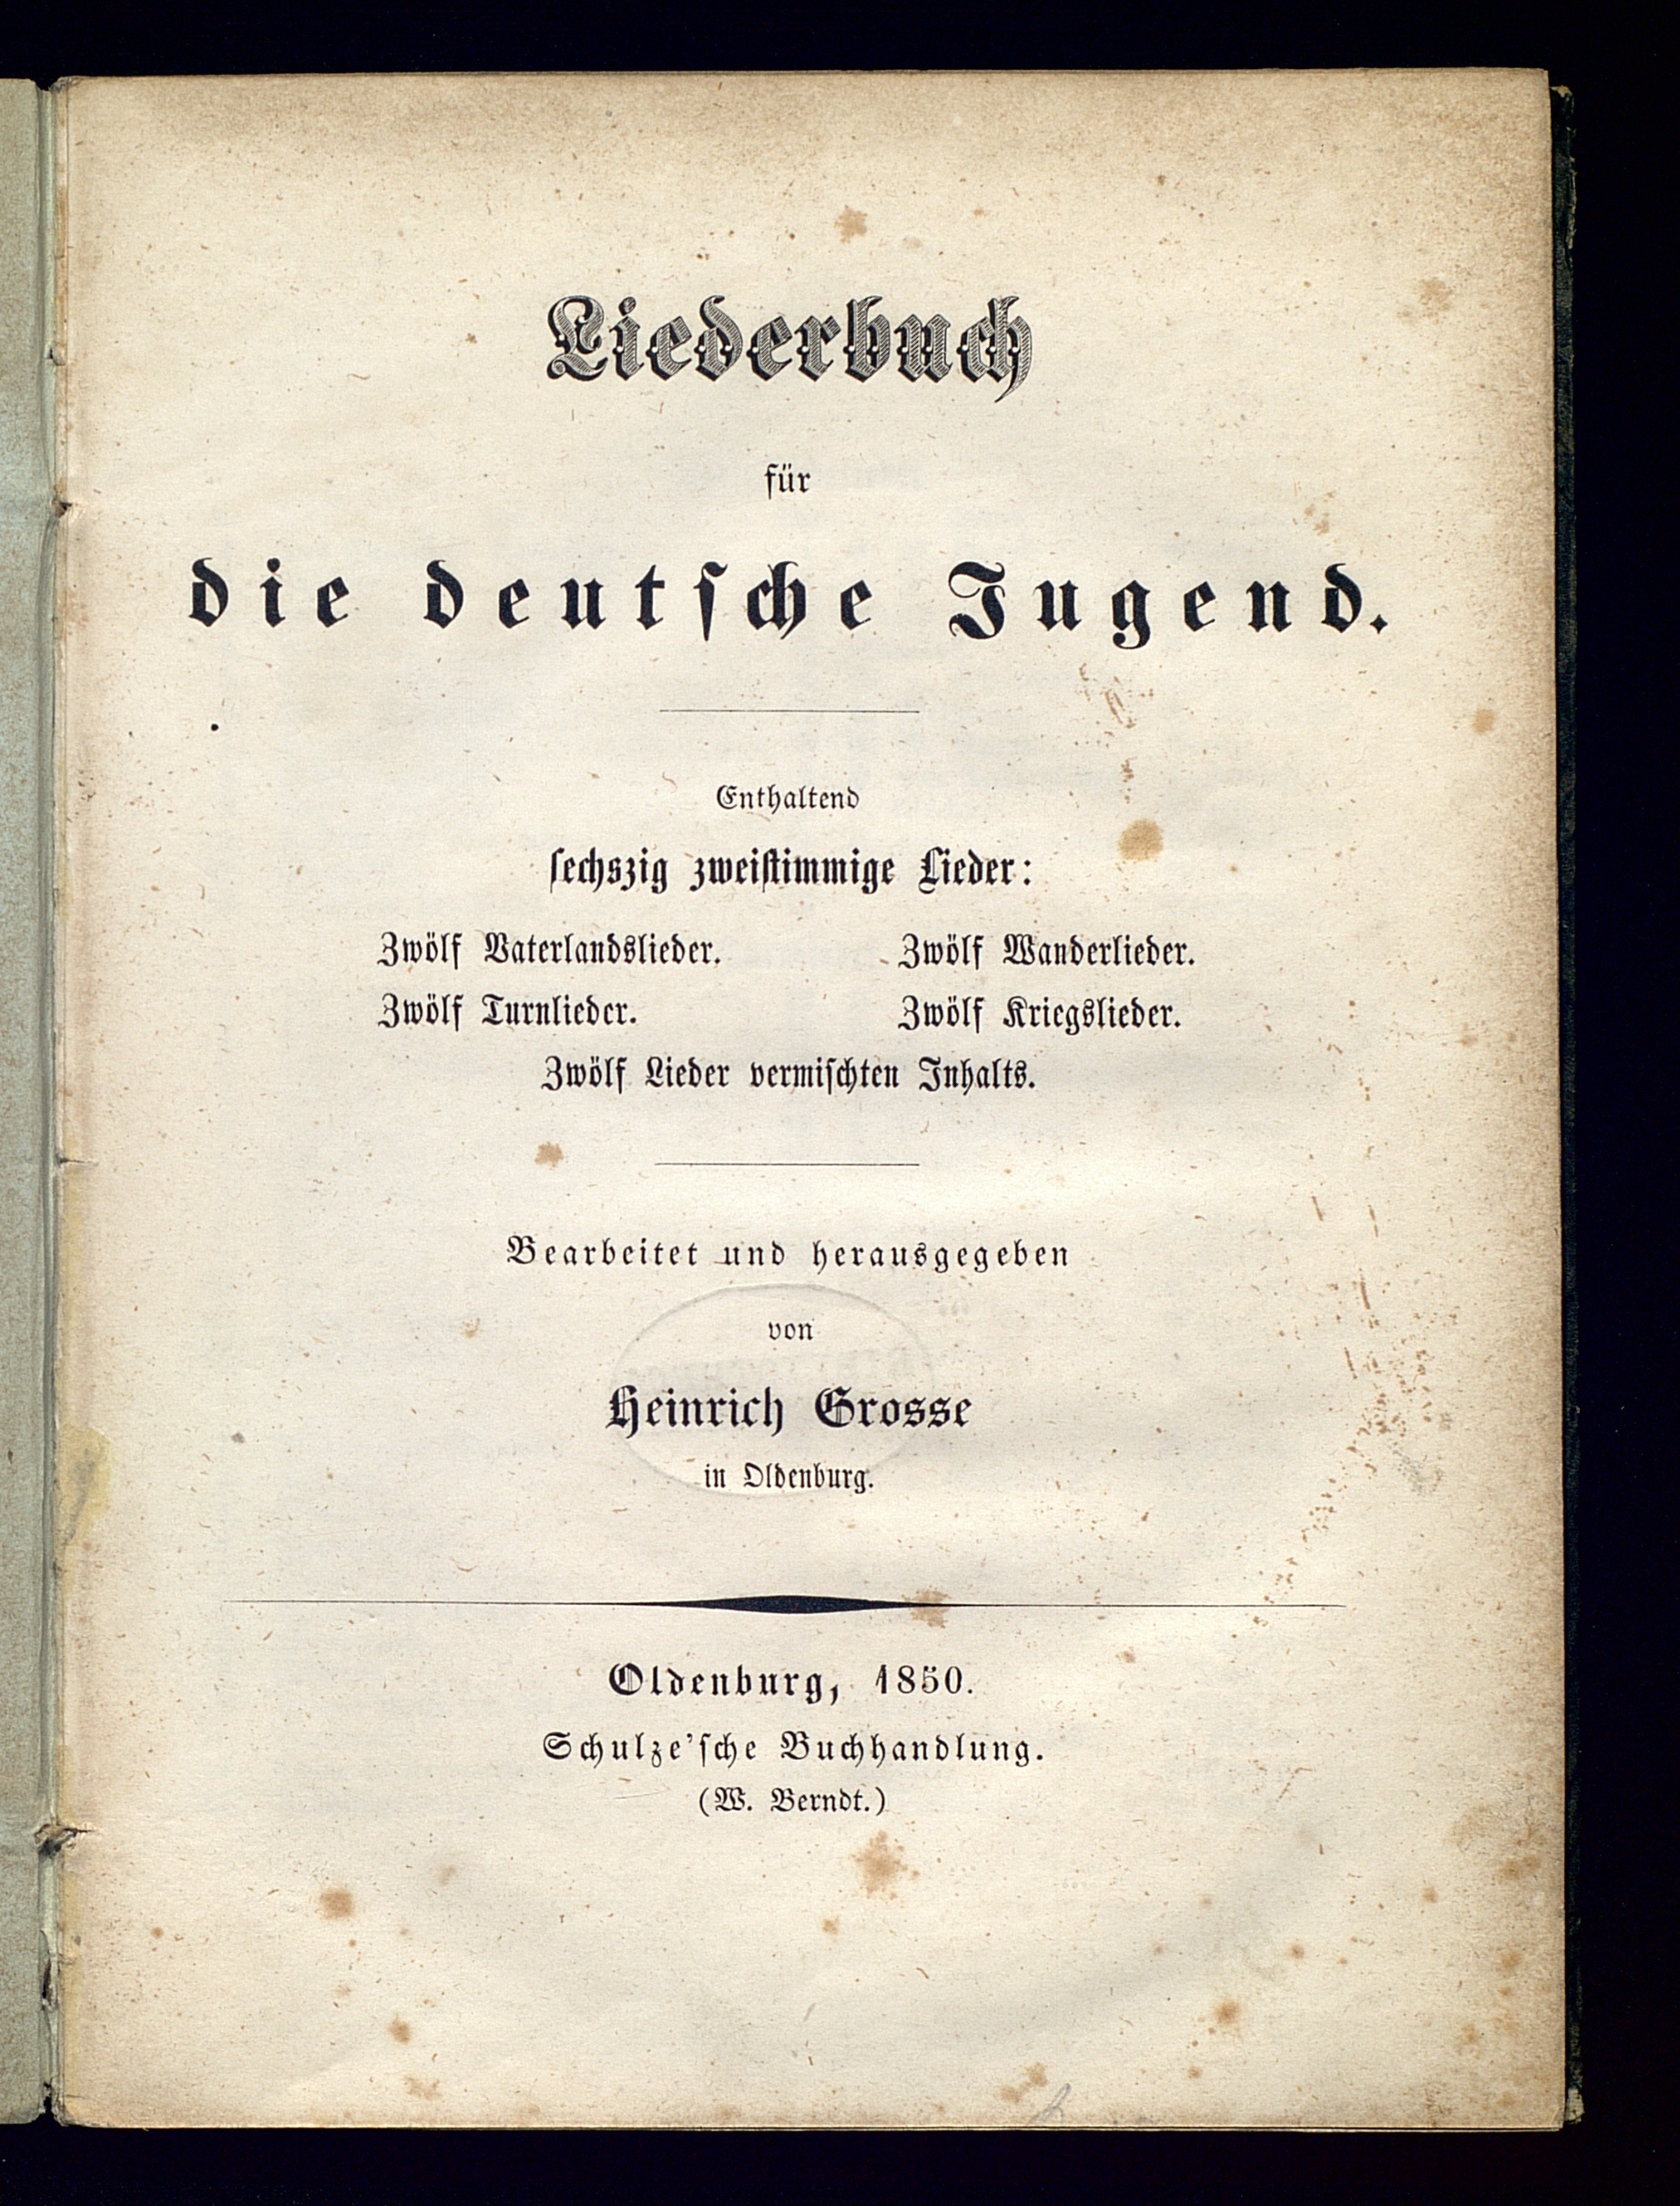 Liederbuch
für
die deutſche Jugend.
Enthaltend
ſechszig zweiſtimmige Lieder:
Zwölf Vaterlandslieder. Zwölf Wanderlieder.
Zwölf Turnlieder. Zwölf Kriegslieder.
Zwölf Lieder vermiſchten Inhalts.
Bearbeitet und herausgegeben
von
Heinrich Grosse
in Oldenburg.
Oldenburg, 1850.
Schulze'ſche Buchhandlung.
(W. Berndt.)